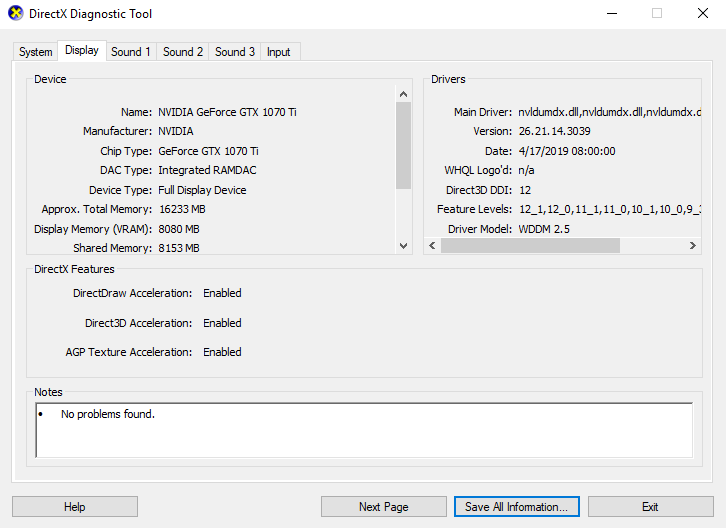 DirectX Diagnostic Tool
System Display Sound 1 Sound 2 Sound 3 Input
Device
Name: NVIDIA GeForce GTX 1070 Ti
Manufacturer: NVIDIA
Chip Type: GeForce GTX 1070 Ti
DAC Type: Integrated RAMDAC
Device Type: Full Display Device
Approx. Total Memory: 16233 MB
Display Memory (VRAM): 8080 MB
Shared Memory: 8153 MB
Drivers
Main Driver: nvldumdx.dll,nvldumdx.dll,nvldumdx.d
Version: 26.21.14.3039
Date: 4/17/2019 08:00:00
WHQL Logo'd: n/a
Direct3D DDI: 12
Feature Levels: 12_1,12_0,11_1,11_0,10_1,10_0,9_3
Driver Model: WDDM 2.5
DirectX Features
DirectDraw Acceleration: Enabled
Direct3D Acceleration: Enabled
AGP Texture Acceleration: Enabled
Notes
• No problems found.
Help Next Page Save All Information... Exit